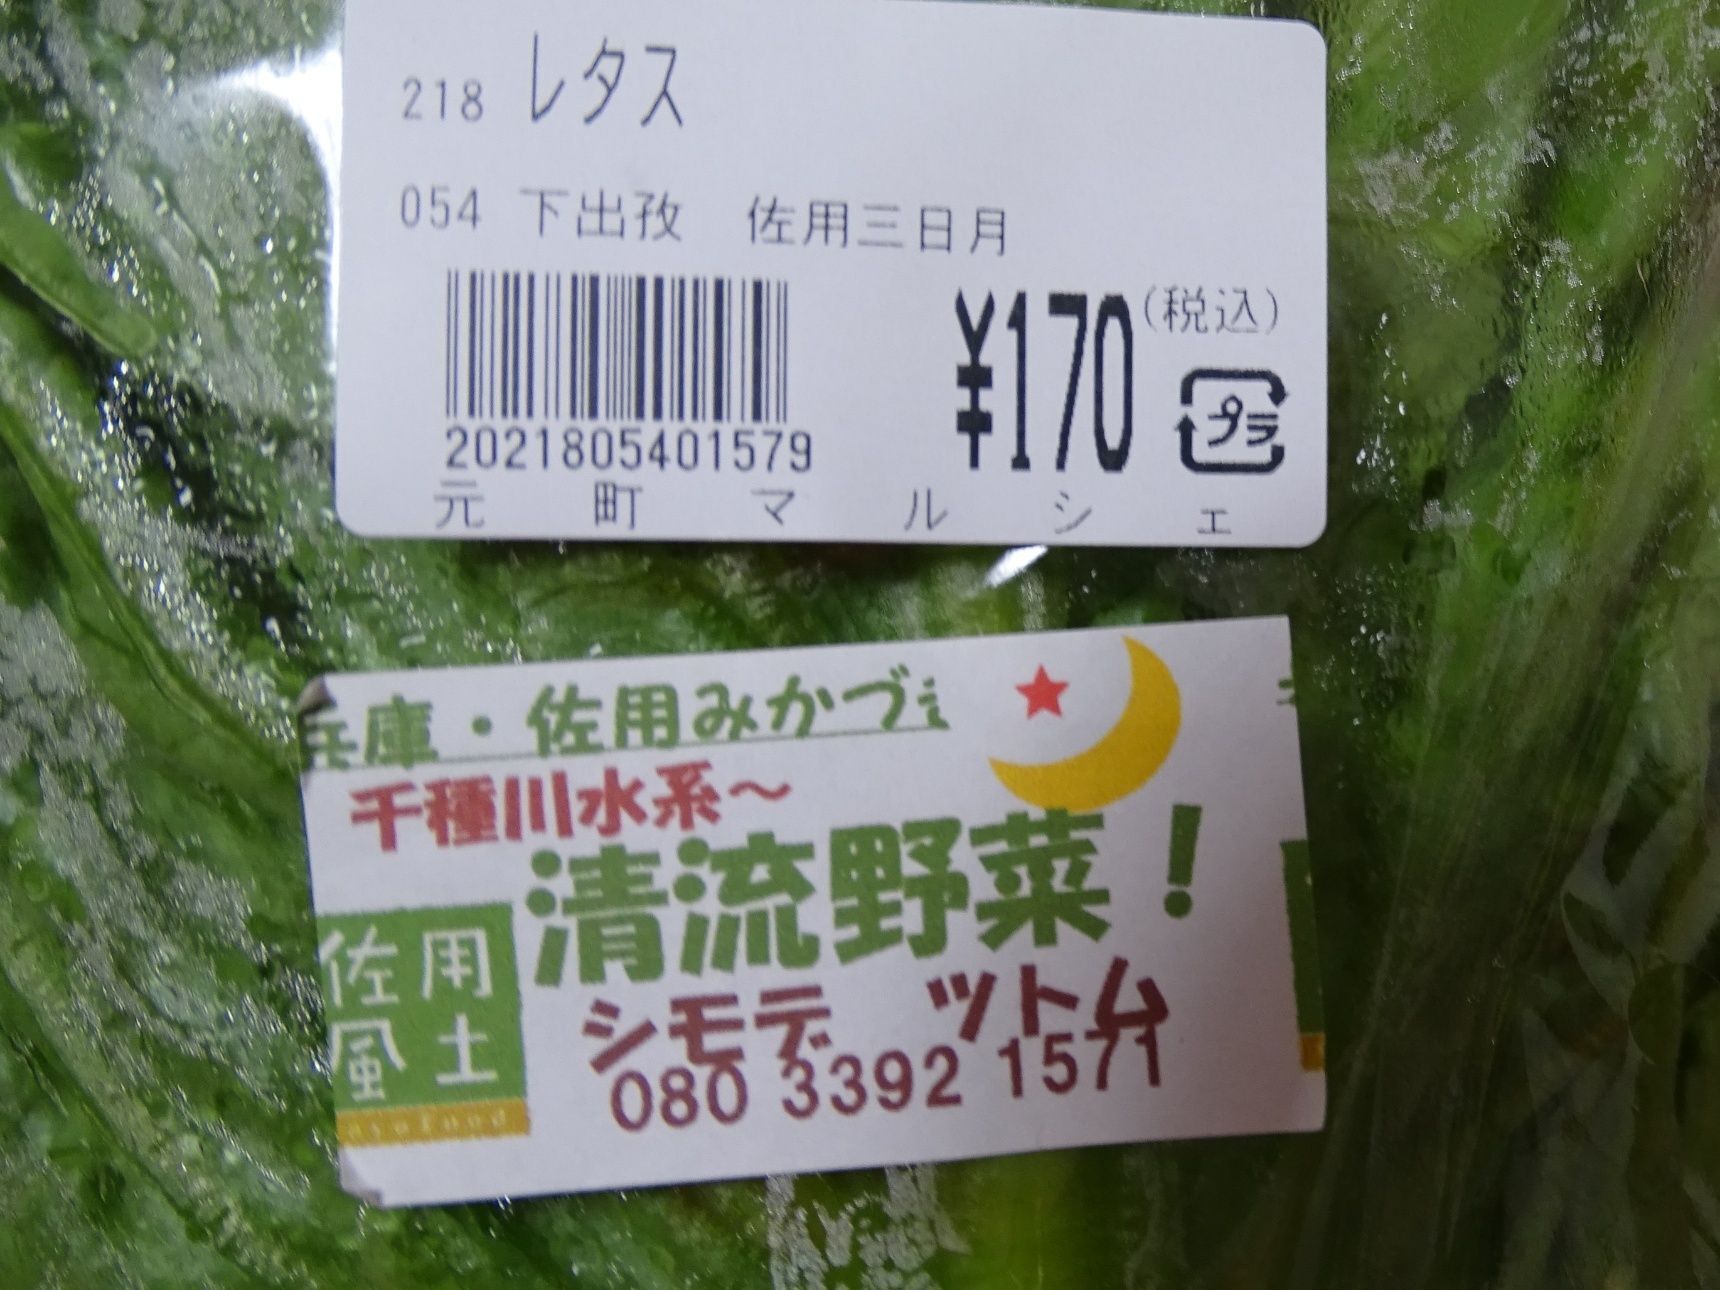 218 レタス
054 下出孜 佐用三日月
¥170 (税込)
プラ
2021805401579
元町マルシェ
兵庫・佐用みかづき
千種川水系～
清流野菜！
佐用
風土
シモデ ツトム
080 3392 1571